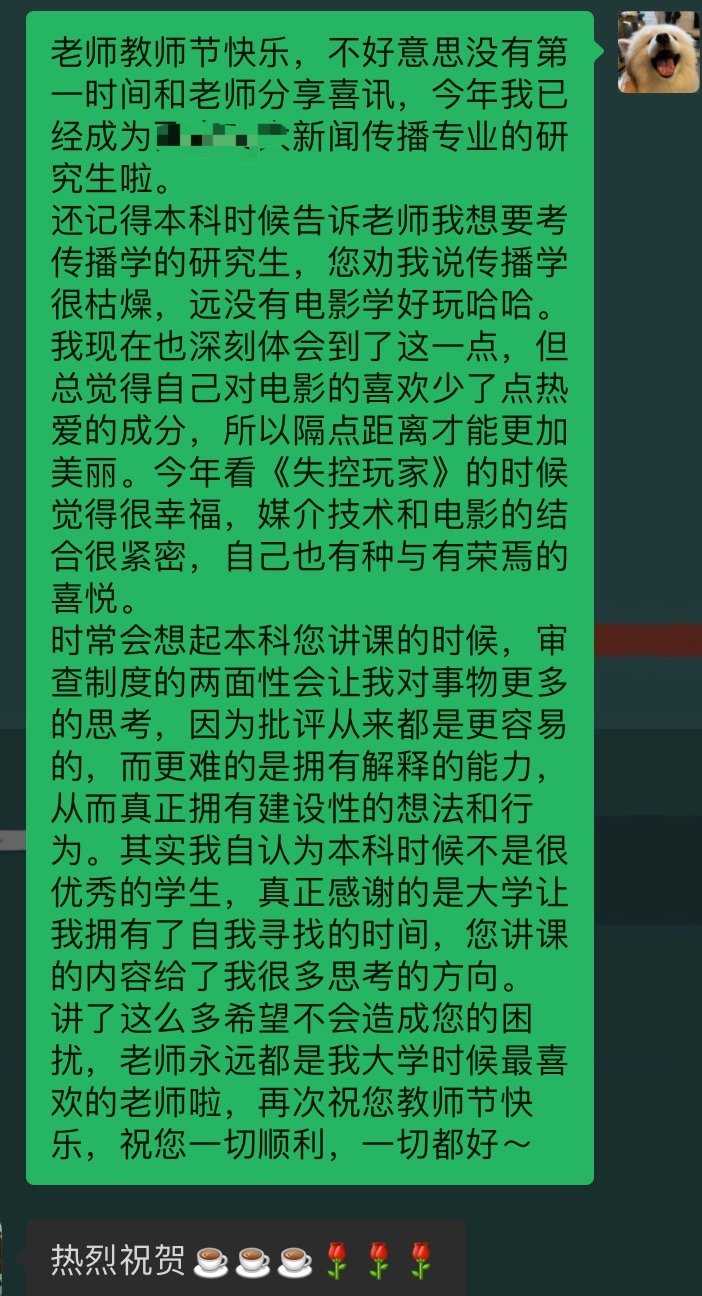 老师教师节快乐，不好意思没有第
一时间和老师分享喜讯，今年我已
经成为新闻传播专业的研
究生啦。
还记得本科时候告诉老师我想要考
传播学的研究生，您劝我说传播学
很枯燥，远没有电影学好玩哈哈。
我现在也深刻体会到了这一点，但
总觉得自己对电影的喜欢少了点热
爱的成分，所以隔点距离才能更加
美丽。今年看《失控玩家》的时候
觉得很幸福，媒介技术和电影的结
合很紧密，自己也有种与有荣焉的
喜悦。
时常会想起本科您讲课的时候，审
查制度的两面性会让我对事物更多
的思考，因为批评从来都是更容易
的，而更难的是拥有解释的能力，
从而真正拥有建设性的想法和行
为。其实我自认为本科时候不是很
优秀的学生，真正感谢的是大学让
我拥有了自我寻找的时间，您讲课
的内容给了我很多思考的方向。
讲了这么多希望不会造成您的困
扰，老师永远都是我大学时候最喜
欢的老师啦，再次祝您教师节快
乐，祝您一切顺利，一切都好～
热烈祝贺☕☕☕🌹🌹🌹